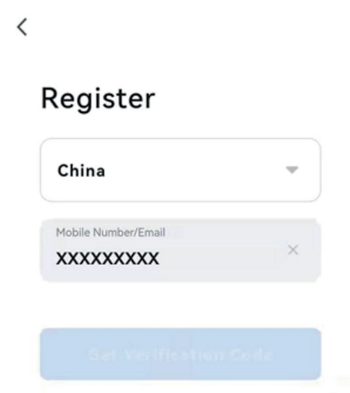 Register
China
Mobile Number/Email
XXXXXXXXX
Get Verification Code